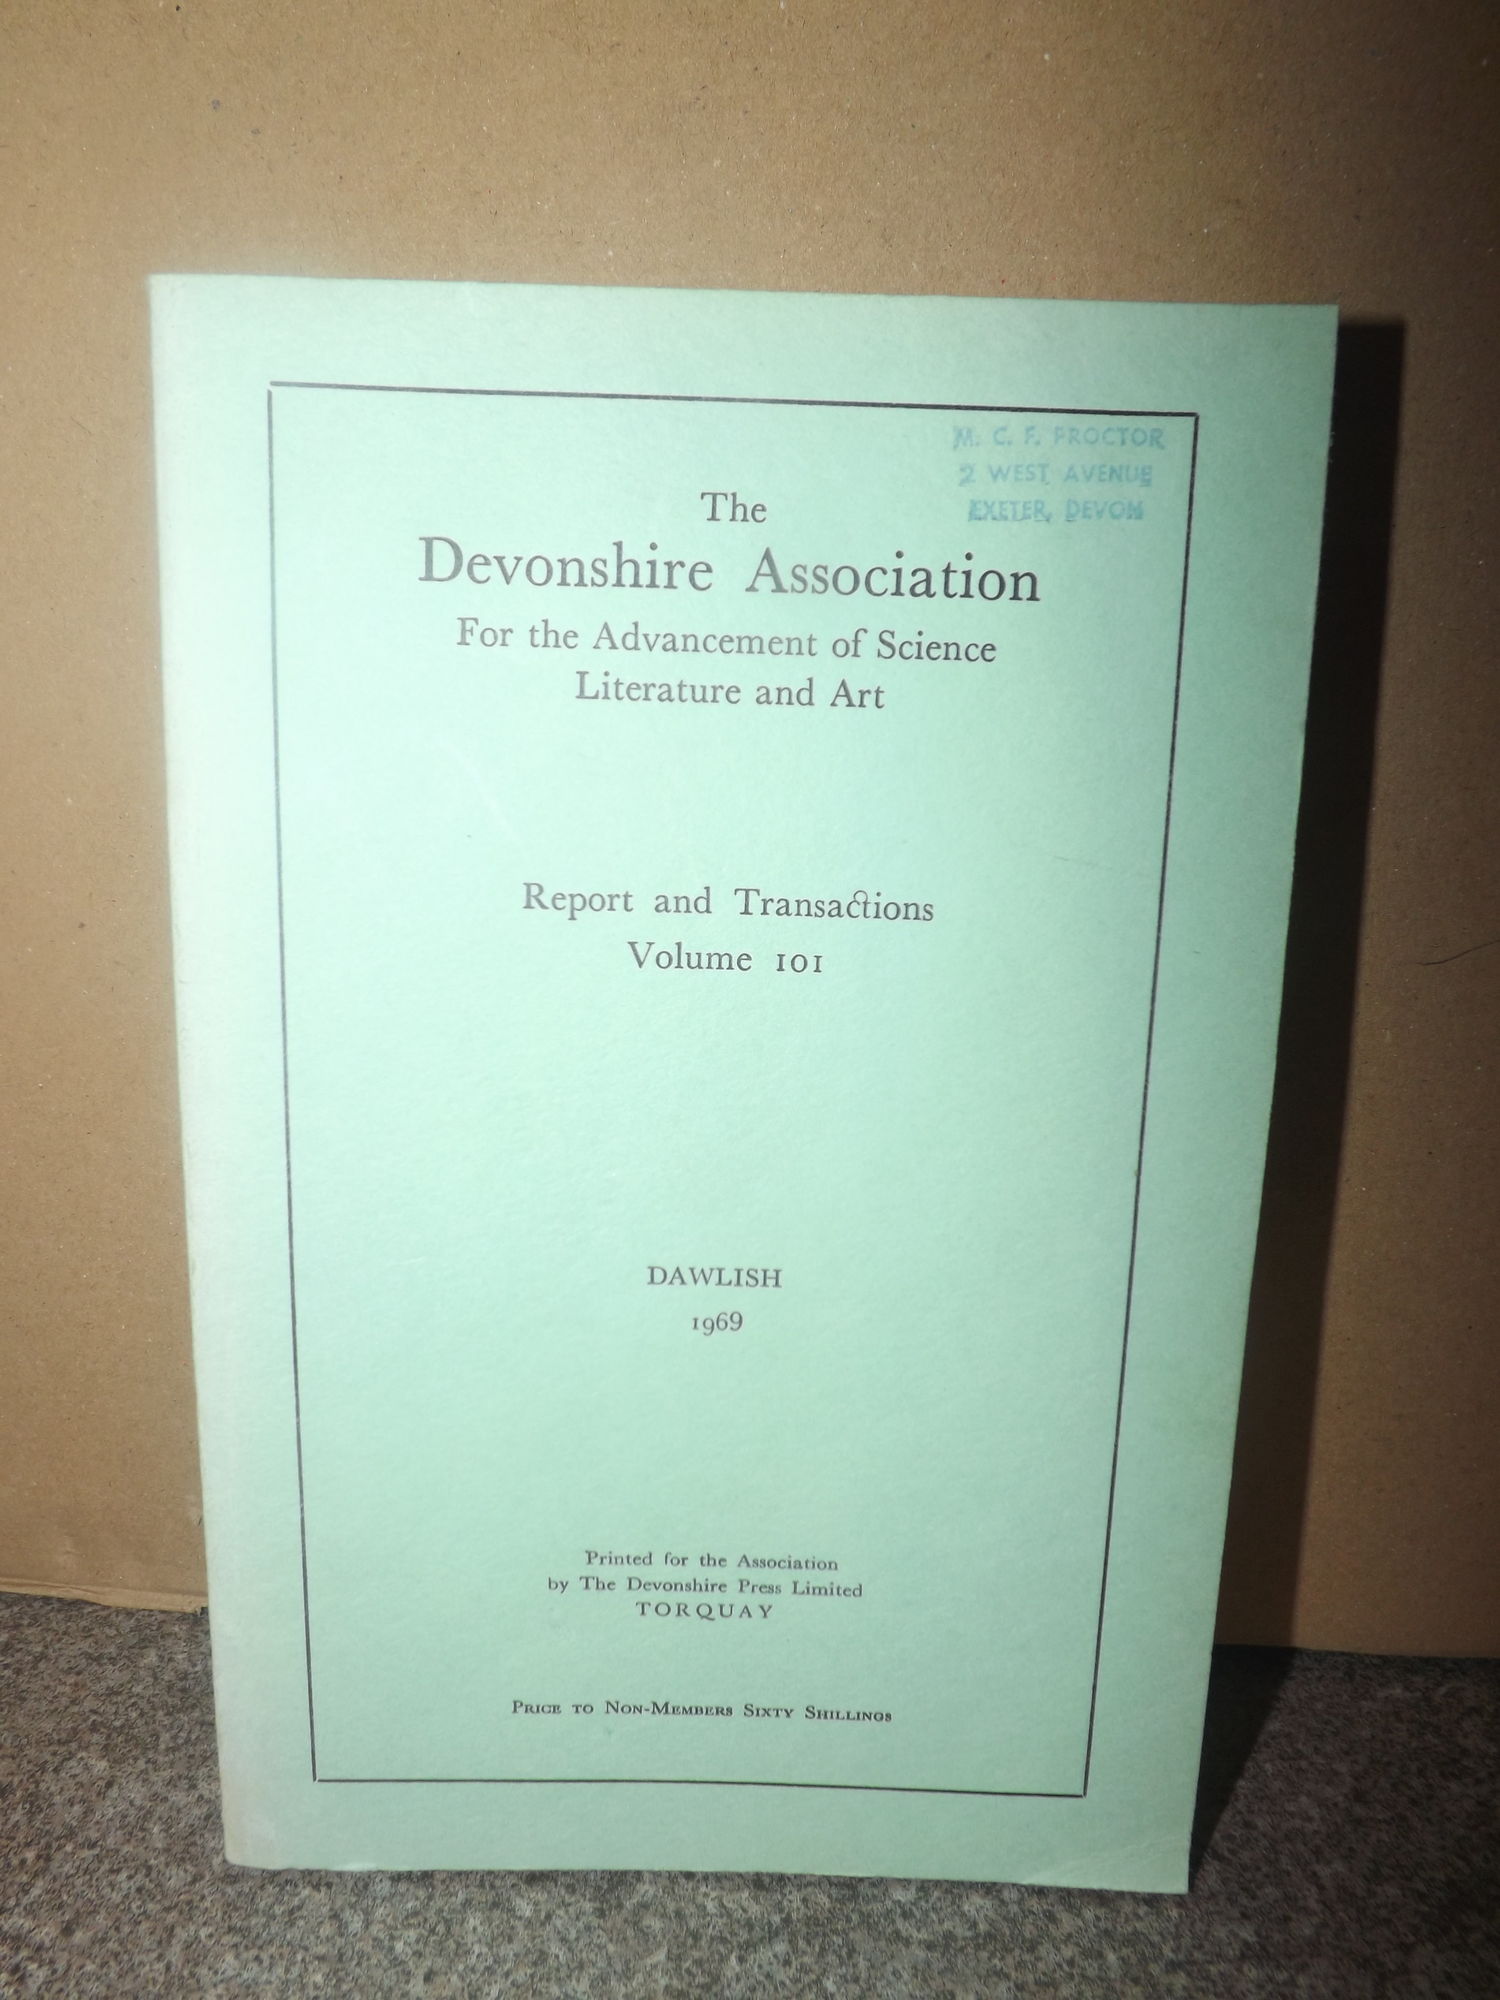 M. C. F. PROCTOR
2 WEST AVENUE
EXETER, DEVON
The
Devonshire Association
For the Advancement of Science
Literature and Art
Report and Transactions
Volume 101
DAWLISH
1969
Printed for the Association
by The Devonshire Press Limited
TORQUAY
Price to Non-Members Sixty Shillings